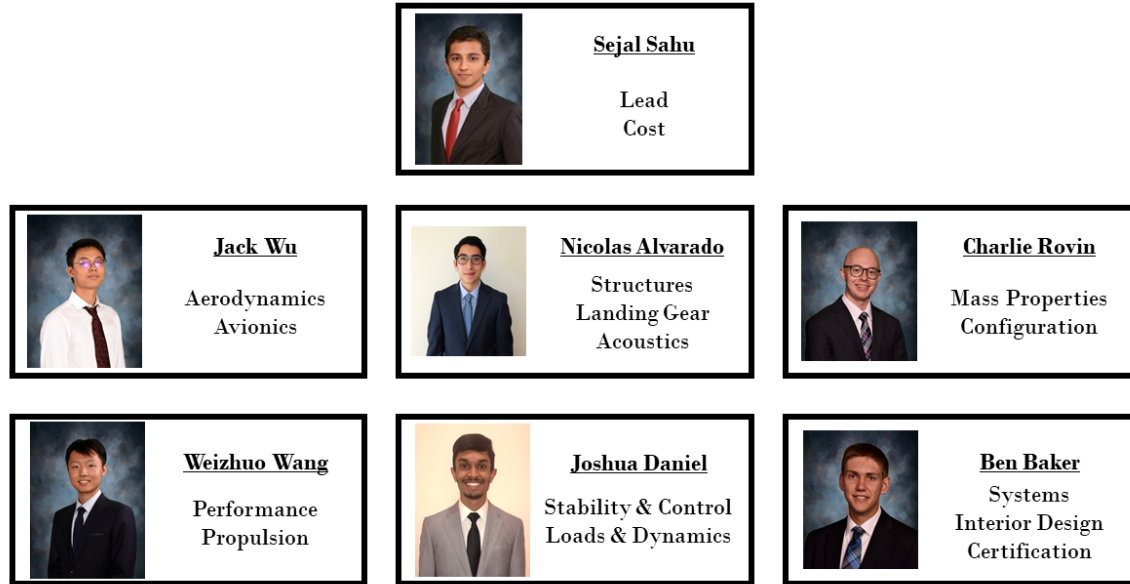 Sejal Sahu
Lead
Cost
Jack Wu
Aerodynamics
Avionics
Nicolas Alvarado
Structures
Landing Gear
Acoustics
Charlie Rovin
Mass Properties
Configuration
Weizhuo Wang
Performance
Propulsion
Joshua Daniel
Stability & Control
Loads & Dynamics
Ben Baker
Systems
Interior Design
Certification